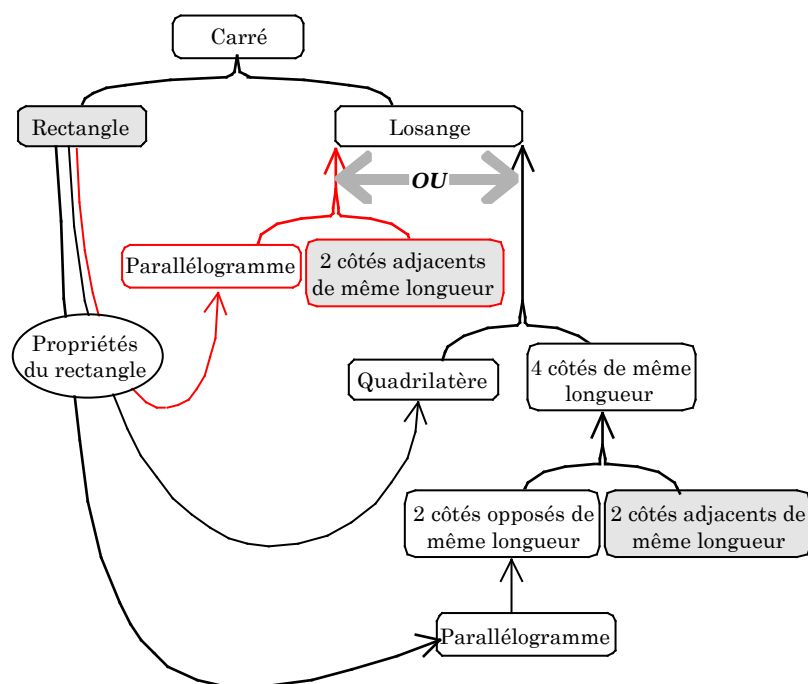 Carré
Rectangle
Losange
OU
Parallélogramme
2 côtés adjacents
de même longueur
Propriétés
du rectangle
Quadrilatère
4 côtés de même
longueur
2 côtés opposés de
même longueur
2 côtés adjacents de
même longueur
Parallélogramme